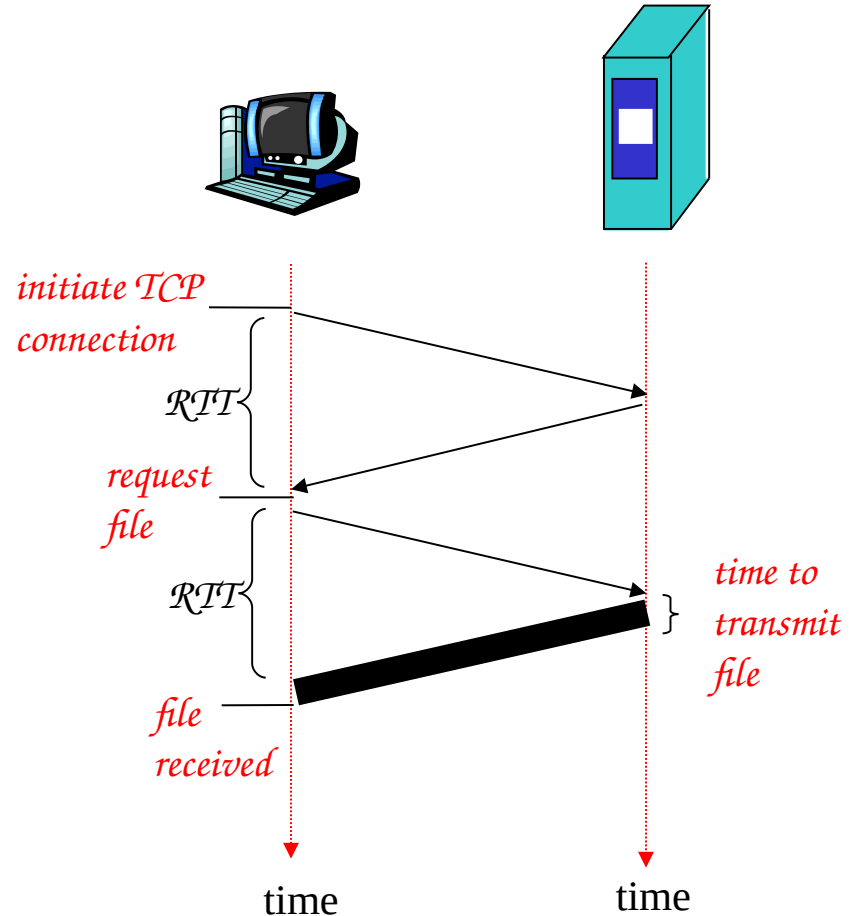 initiate TCP
connection
RTT
request
file
RTT
time to
transmit
file
file
received
time
time